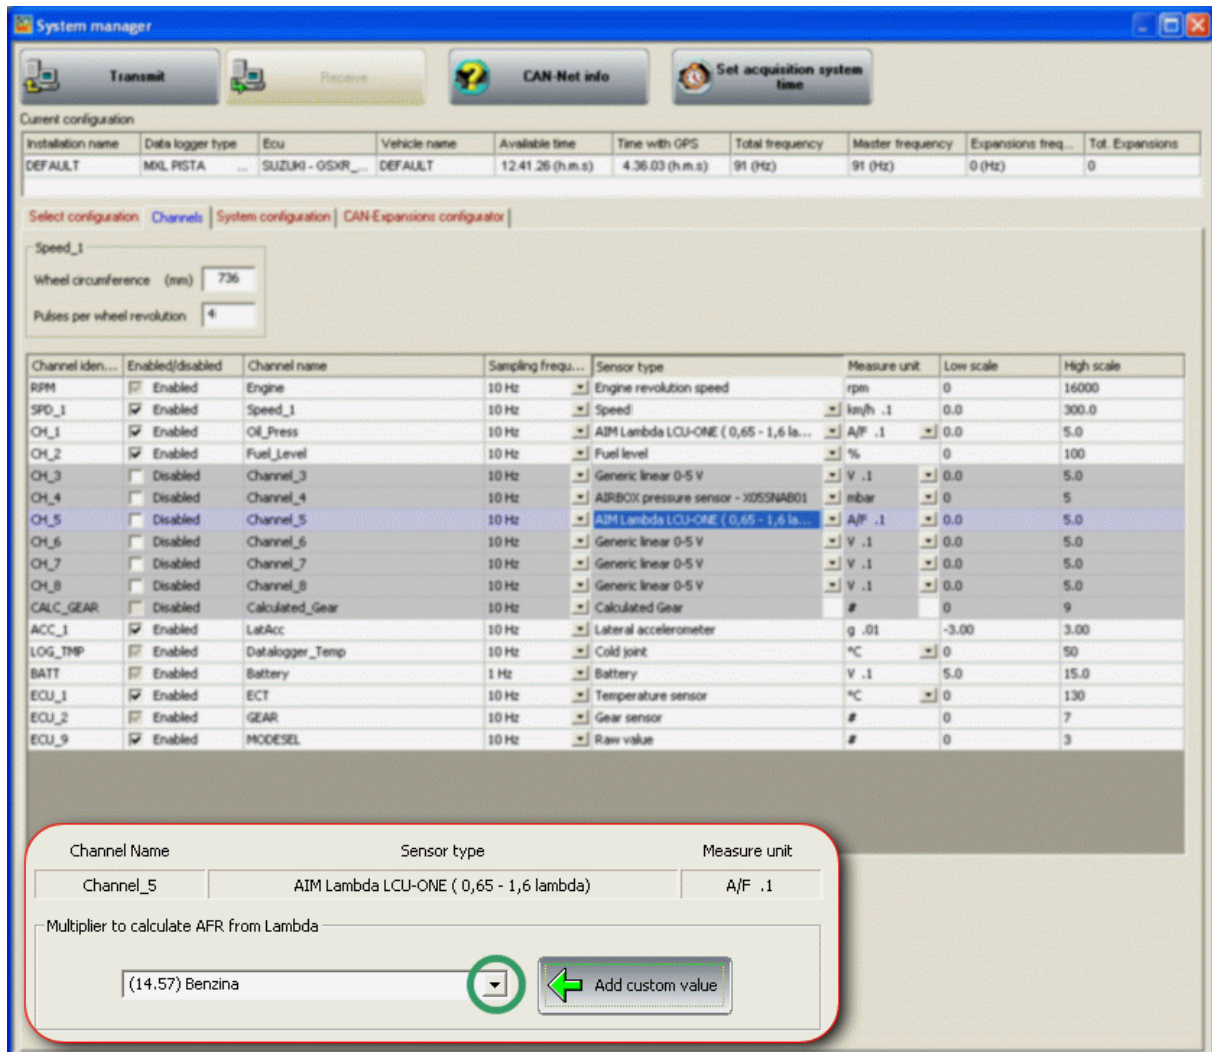 System manager
Transmit Receive CAN-Net info Set acquisition system time
Current configuration
Installation name Data logger type Ecu Vehicle name Available time Time with GPS Total frequency Master frequency Expansions freq... Tot. Expansions
DEFAULT MXL PISTA ... SUZUKI - GSXR_... DEFAULT 12.41.26 (h.m.s) 4.36.03 (h.m.s) 91 (Hz) 91 (Hz) 0 (Hz) 0
Select configuration Channels System configuration CAN-Expansions configurator
Speed_1
Wheel circumference (mm) 736
Pulses per wheel revolution 4
Channel iden... Enabled/disabled Channel name Sampling frequ... Sensor type Measure unit Low scale High scale
RPM Enabled Engine 10 Hz Engine revolution speed rpm 0 16000
SPD_1 Enabled Speed_1 10 Hz Speed km/h .1 0.0 300.0
CH_1 Enabled Oil_Press 10 Hz AIM Lambda LCU-ONE ( 0,65 - 1,6 la... A/F .1 0.0 5.0
CH_2 Enabled Fuel_Level 10 Hz Fuel level % 0 100
CH_3 Disabled Channel_3 10 Hz Generic linear 0-5 V V .1 0.0 5.0
CH_4 Disabled Channel_4 10 Hz AIRBOX pressure sensor - X05SNAB01 mbar 0 5
CH_5 Disabled Channel_5 10 Hz AIM Lambda LCU-ONE ( 0,65 - 1,6 la... A/F .1 0.0 5.0
CH_6 Disabled Channel_6 10 Hz Generic linear 0-5 V V .1 0.0 5.0
CH_7 Disabled Channel_7 10 Hz Generic linear 0-5 V V .1 0.0 5.0
CH_8 Disabled Channel_8 10 Hz Generic linear 0-5 V V .1 0.0 5.0
CALC_GEAR Disabled Calculated_Gear 10 Hz Calculated Gear # 0 9
ACC_1 Enabled LatAcc 10 Hz Lateral accelerometer g .01 -3.00 3.00
LOG_TMP Enabled Datalogger_Temp 10 Hz Cold joint °C 0 50
BATT Enabled Battery 1 Hz Battery V .1 5.0 15.0
ECU_1 Enabled ECT 10 Hz Temperature sensor °C 0 130
ECU_2 Enabled GEAR 10 Hz Gear sensor # 0 7
ECU_9 Enabled MODESEL 10 Hz Raw value # 0 3
Channel Name Sensor type Measure unit
Channel_5 AIM Lambda LCU-ONE ( 0,65 - 1,6 lambda) A/F .1
Multiplier to calculate AFR from Lambda
(14.57) Benzina Add custom value